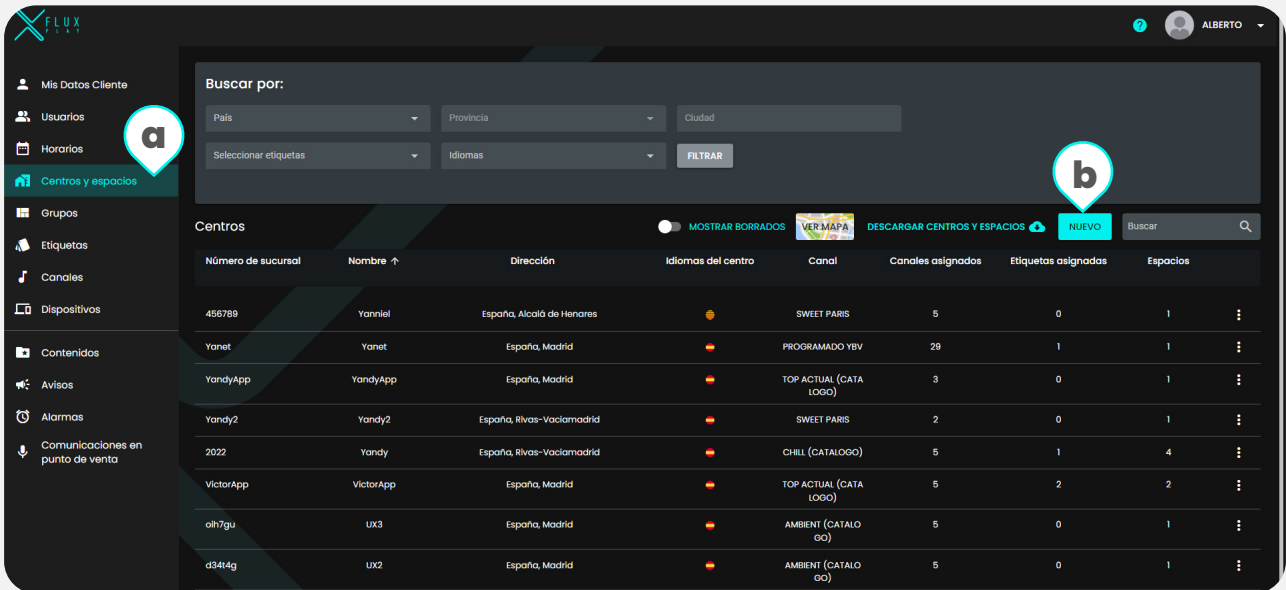 FLUX
PLAY
ALBERTO
Mis Datos Cliente
Usuarios
Horarios
Centros y espacios
Grupos
Etiquetas
Canales
Dispositivos
Contenidos
Avisos
Alarmas
Comunicaciones en
punto de venta
a
Buscar por:
País Provincia Ciudad
Seleccionar etiquetas Idiomas FILTRAR
b
Centros MOSTRAR BORRADOS VER MAPA DESCARGAR CENTROS Y ESPACIOS NUEVO Buscar
Número de sucursal Nombre ↑ Dirección Idiomas del centro Canal Canales asignados Etiquetas asignadas Espacios
456789 Yanniel España, Alcalá de Henares SWEET PARIS 5 0 1
Yanet Yanet España, Madrid PROGRAMADO YBV 29 1 1
YandyApp YandyApp España, Madrid TOP ACTUAL (CATA 3 0 1
LOGO)
Yandy2 Yandy2 España, Rivas-Vaciamadrid SWEET PARIS 2 0 1
2022 Yandy España, Rivas-Vaciamadrid CHILL (CATALOGO) 5 1 4
VictorApp VictorApp España, Madrid TOP ACTUAL (CATA 5 2 2
LOGO)
oih7gu UX3 España, Madrid AMBIENT (CATALO 5 0 1
GO)
d34t4g UX2 España, Madrid AMBIENT (CATALO 5 0 1
GO)